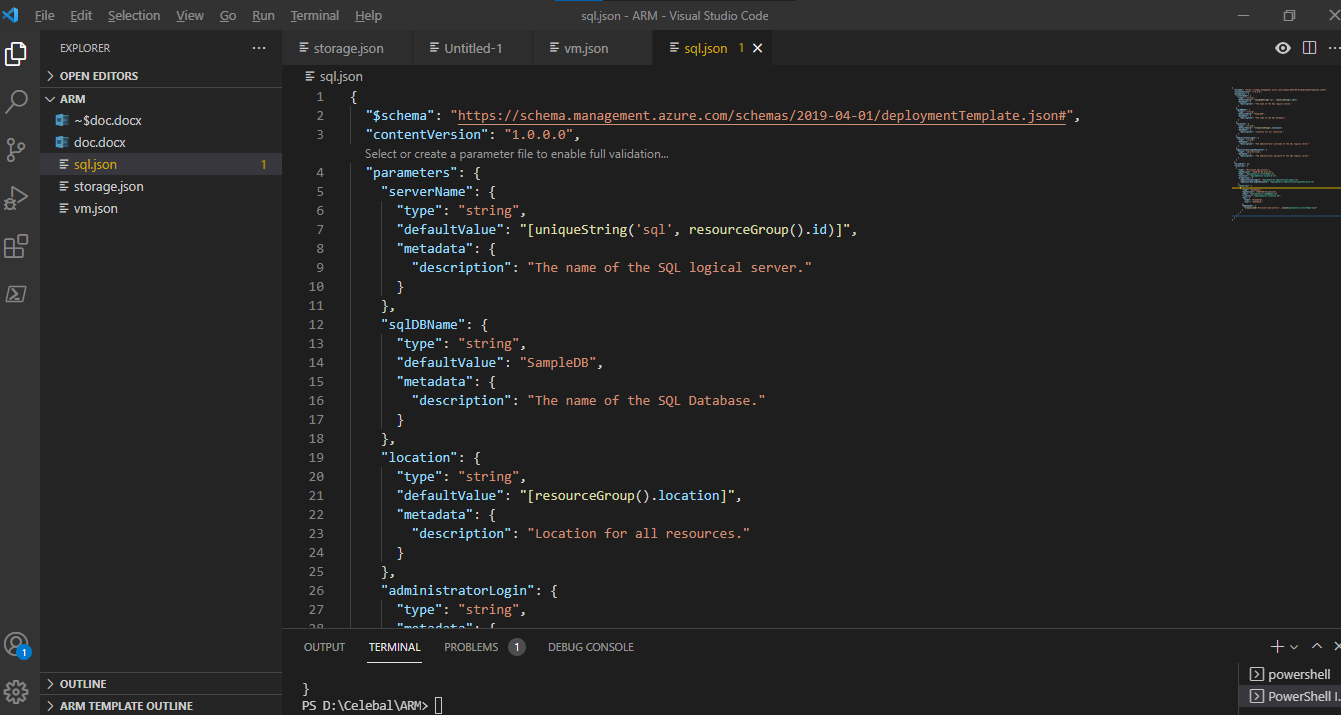 File Edit Selection View Go Run Terminal Help sql.json - ARM - Visual Studio Code
EXPLORER ...
storage.json Untitled-1 vm.json sql.json 1
OPEN EDITORS
ARM
~$doc.docx
doc.docx
sql.json 1
storage.json
vm.json
OUTLINE
ARM TEMPLATE OUTLINE
1
sql.json
1 {
2 "$schema": "https://schema.management.azure.com/schemas/2019-04-01/deploymentTemplate.json#",
3 "contentVersion": "1.0.0.0",
Select or create a parameter file to enable full validation...
4 "parameters": {
5 "serverName": {
6 "type": "string",
7 "defaultValue": "[uniqueString('sql', resourceGroup().id)]",
8 "metadata": {
9 "description": "The name of the SQL logical server."
10 }
11 },
12 "sqlDBName": {
13 "type": "string",
14 "defaultValue": "SampleDB",
15 "metadata": {
16 "description": "The name of the SQL Database."
17 }
18 },
19 "location": {
20 "type": "string",
21 "defaultValue": "[resourceGroup().location]",
22 "metadata": {
23 "description": "Location for all resources."
24 }
25 },
26 "administratorLogin": {
27 "type": "string",
28 "metadata": {
OUTPUT TERMINAL PROBLEMS 1 DEBUG CONSOLE
}
PS D:\Celebal\ARM>
powershell
PowerShell I...